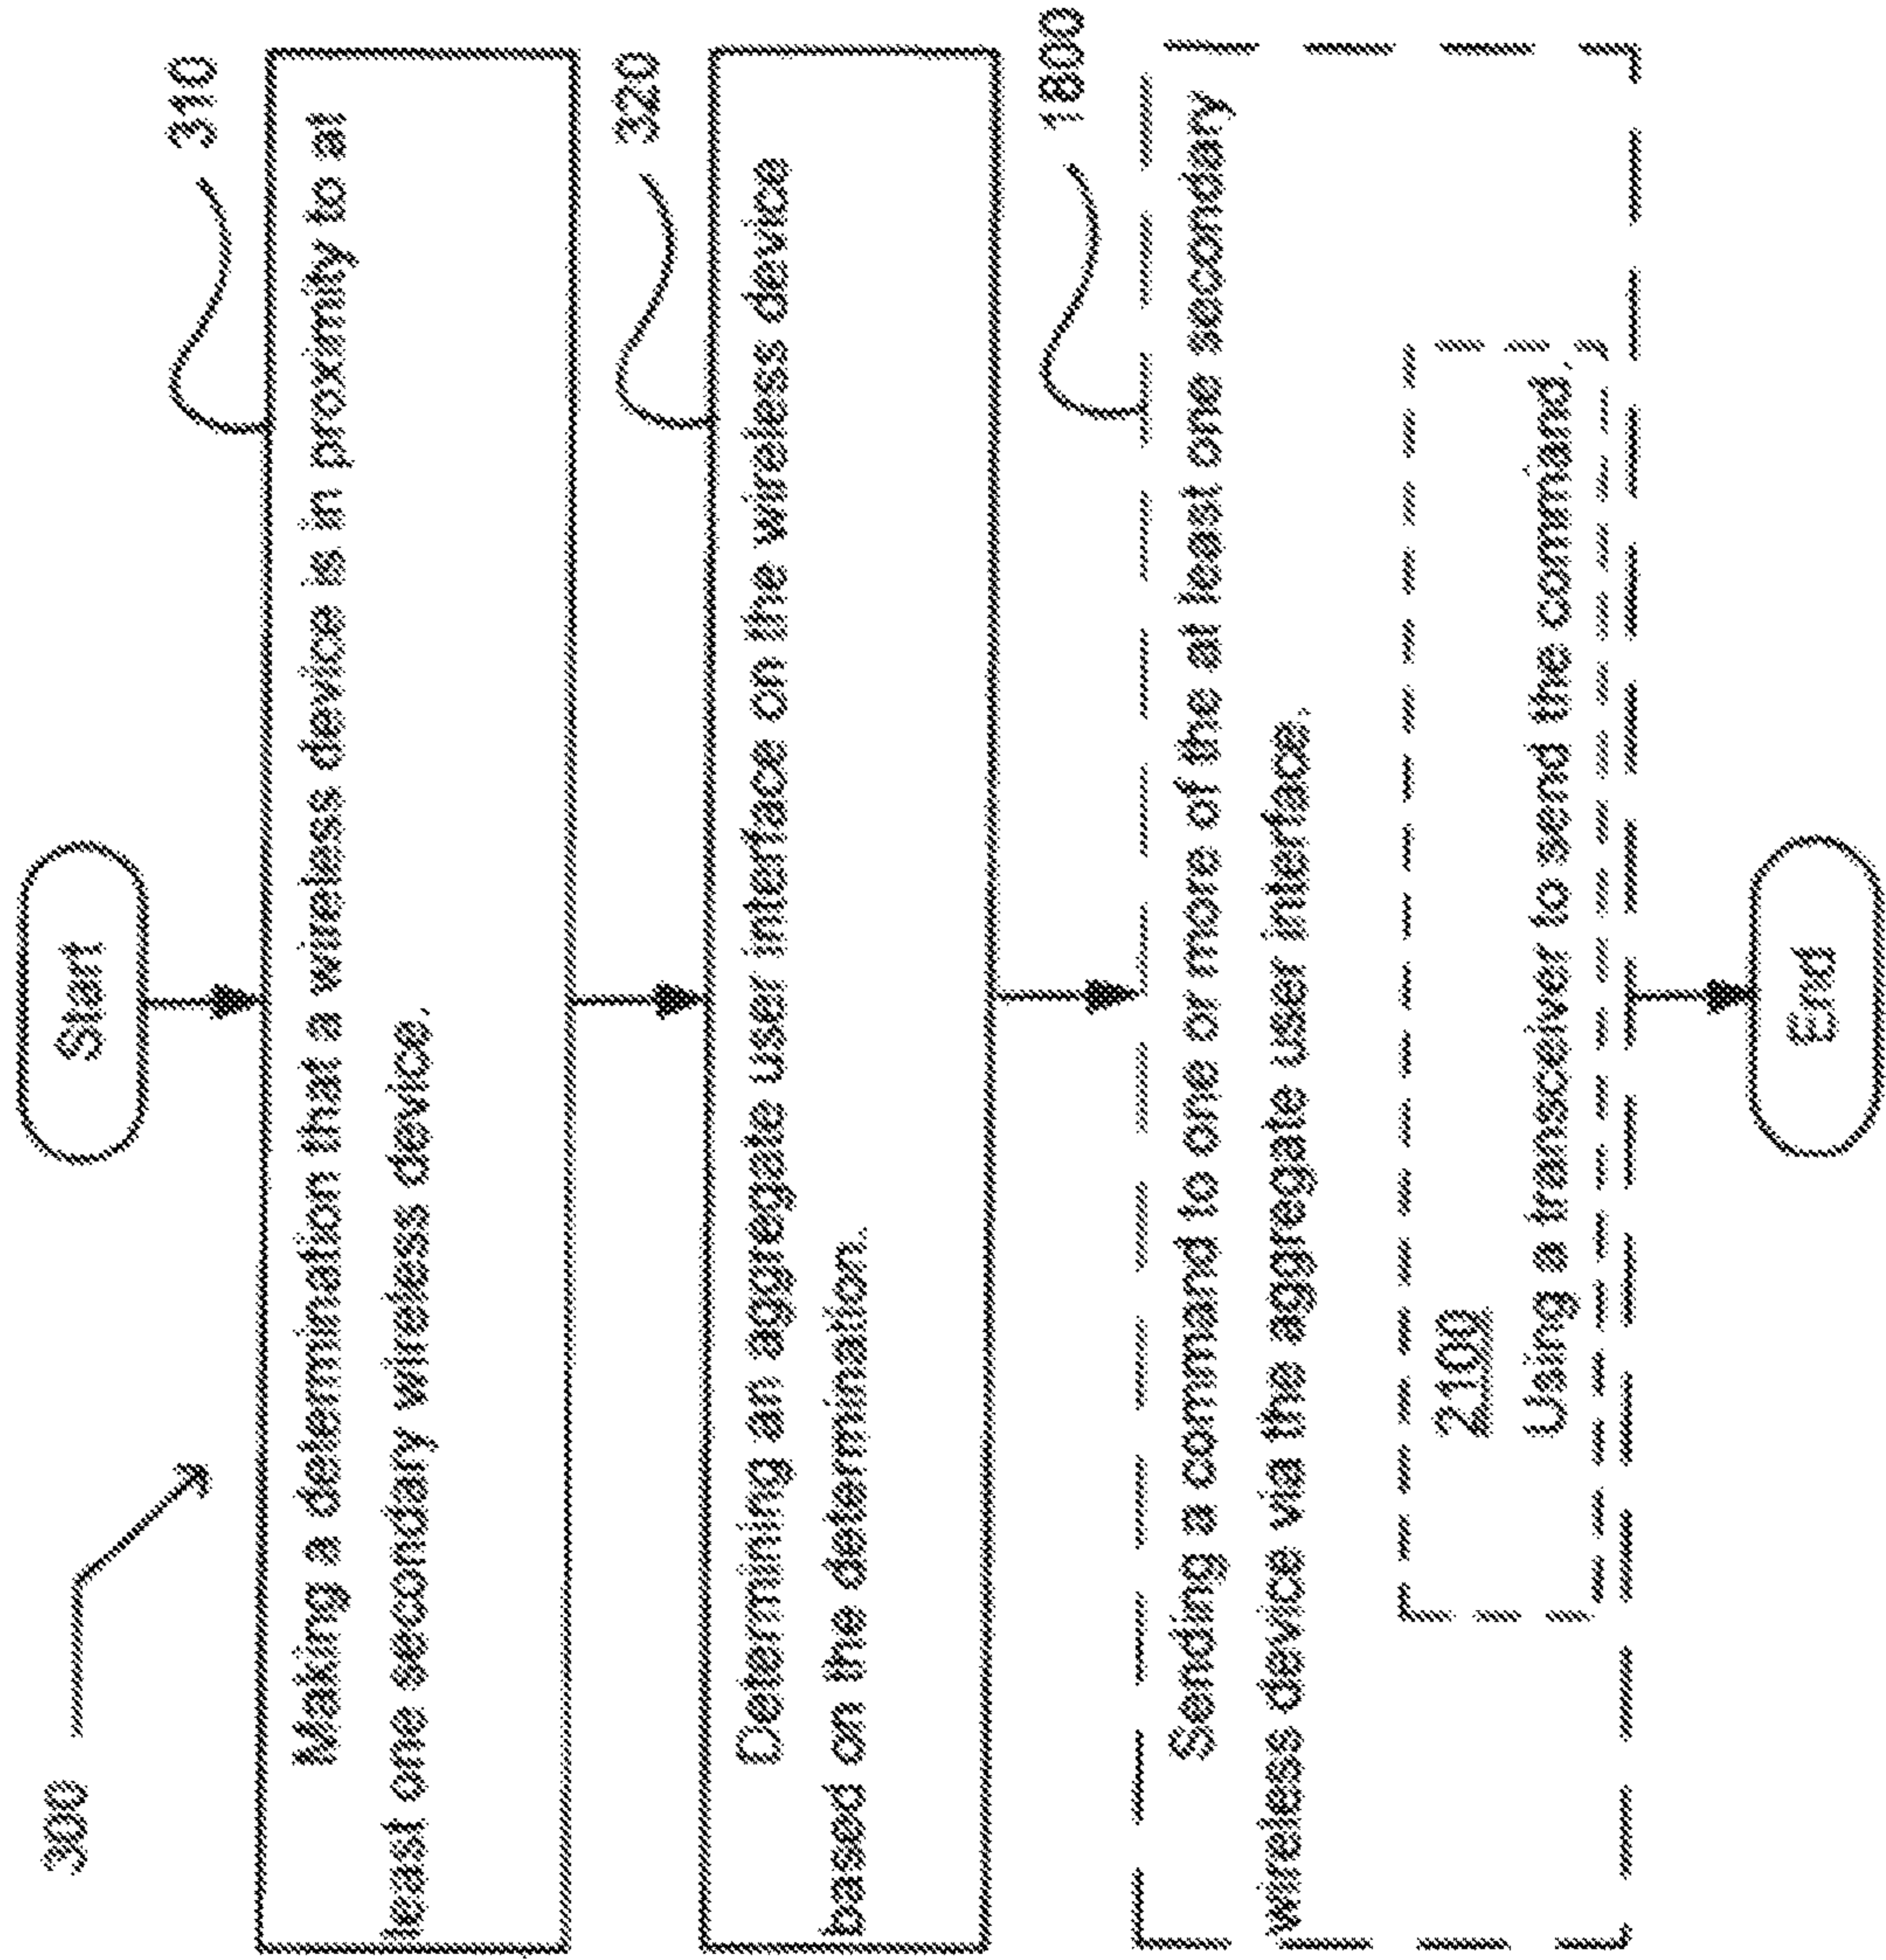 300
Start
310
Making a determination that a wireless device is in proximity to at
least one secondary wireless device.
320
Determining an aggregate user interface on the wireless device
based on the determination.
1800
Sending a command to one or more of the at least one secondary
wireless device via the aggregate user interface.
2100
Using a transceiver to send the command.
End